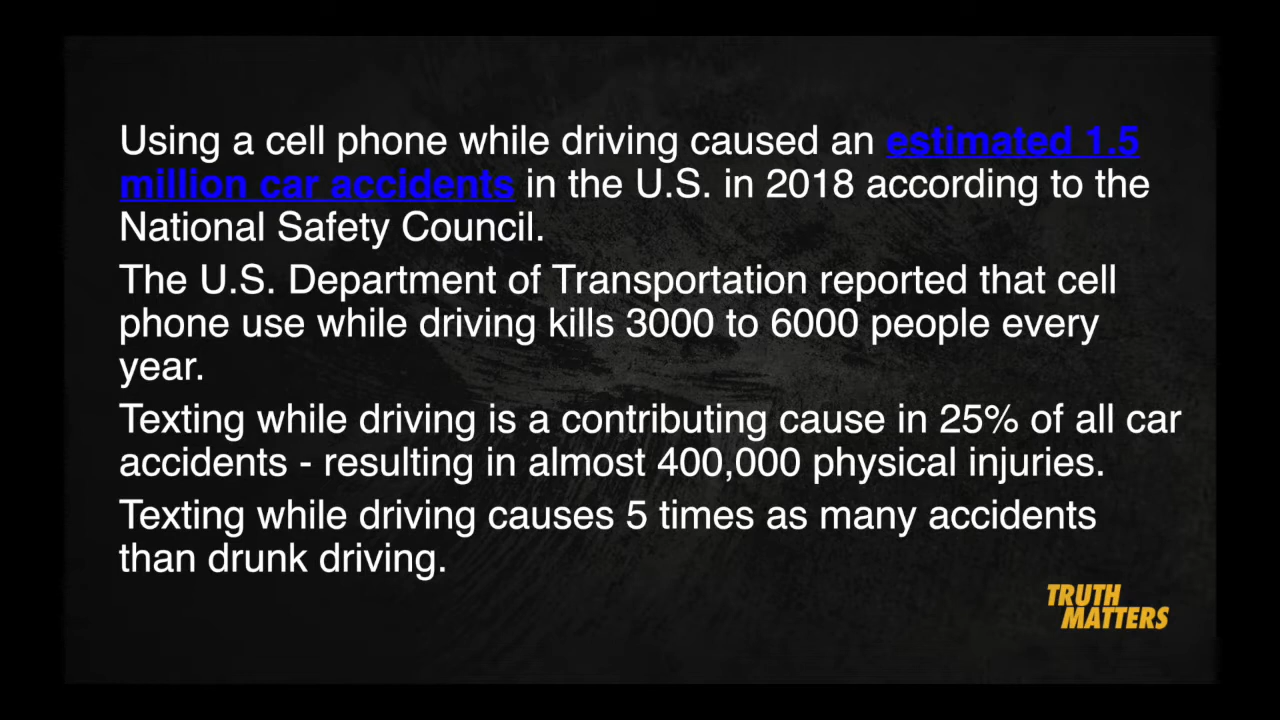 Using a cell phone while driving caused an estimated 1.5
million car accidents in the U.S. in 2018 according to the
National Safety Council.
The U.S. Department of Transportation reported that cell
phone use while driving kills 3000 to 6000 people every
year.
Texting while driving is a contributing cause in 25% of all car
accidents - resulting in almost 400,000 physical injuries.
Texting while driving causes 5 times as many accidents
than drunk driving.
TRUTH
MATTERS